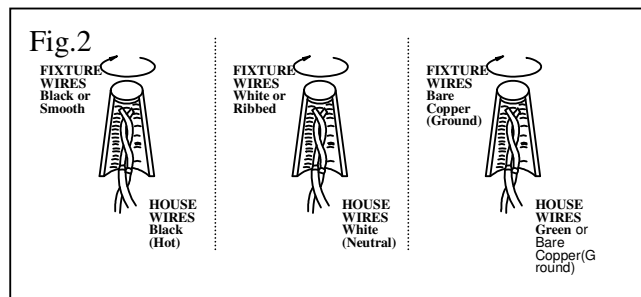 Fig.2
FIXTURE
WIRES
Black or
Smooth
HOUSE
WIRES
Black
(Hot)
FIXTURE
WIRES
White or
Ribbed
HOUSE
WIRES
White
(Neutral)
FIXTURE
WIRES
Bare
Copper
(Ground)
HOUSE
WIRES
Green or
Bare
Copper(G
round)